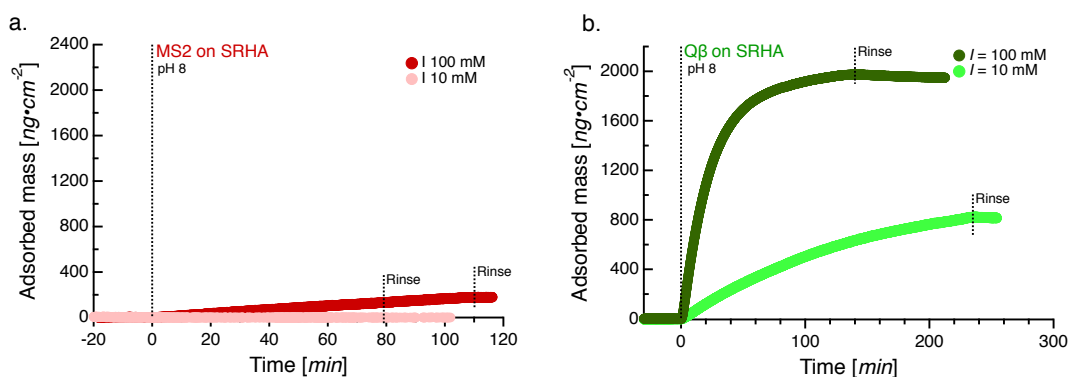 a.
MS2 on SRHA
pH 8
I 100 mM
I 10 mM
Rinse
Rinse
2400
2000
1600
1200
800
400
0
-20 0 20 40 60 80 100 120
Adsorbed mass [ng•cm-2]
Time [min]
b.
Qβ on SRHA
pH 8
Rinse
I = 100 mM
I = 10 mM
Rinse
2000
1600
1200
800
400
0
0 100 200 300
Adsorbed mass [ng•cm-2]
Time [min]